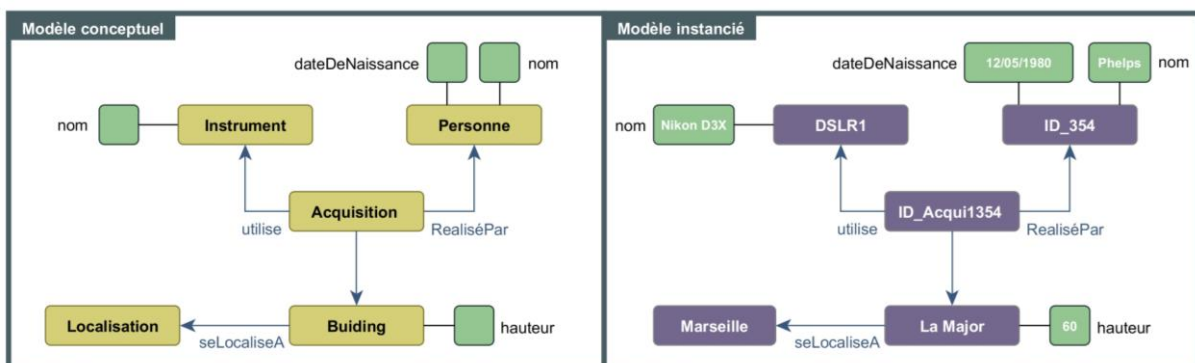 Modèle conceptuel
dateDeNaissance
nom
nom
Instrument
Personne
Acquisition
utilise
RealiséPar
Localisation
Buiding
hauteur
seLocaliseA
Modèle instancié
dateDeNaissance
12/05/1980
Phelps
nom
nom
Nikon D3X
DSLR1
ID_354
ID_Acqui1354
utilise
RealiséPar
Marseille
La Major
60
hauteur
seLocaliseA